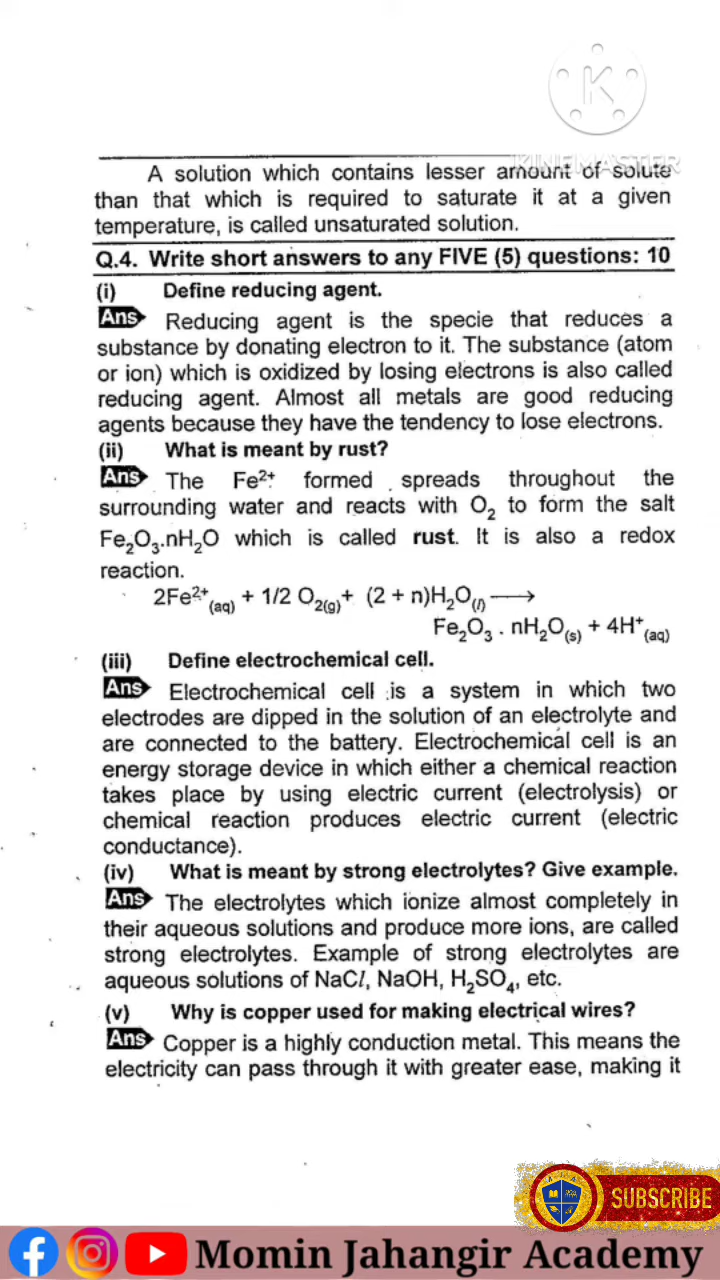 KINEMASTER
A solution which contains lesser amount of solute
than that which is required to saturate it at a given
temperature, is called unsaturated solution.
Q.4. Write short answers to any FIVE (5) questions: 10
(i) Define reducing agent.
Ans Reducing agent is the specie that reduces a
substance by donating electron to it. The substance (atom
or ion) which is oxidized by losing electrons is also called
reducing agent. Almost all metals are good reducing
agents because they have the tendency to lose electrons.
(ii) What is meant by rust?
Ans The Fe²⁺ formed spreads throughout the
surrounding water and reacts with O₂ to form the salt
Fe₂O₃.nH₂O which is called rust. It is also a redox
reaction.
2Fe²⁺(aq) + 1/2 O₂(g) + (2 + n)H₂O(l) ⟶
Fe₂O₃ . nH₂O(s) + 4H⁺(aq)
(iii) Define electrochemical cell.
Ans Electrochemical cell is a system in which two
electrodes are dipped in the solution of an electrolyte and
are connected to the battery. Electrochemical cell is an
energy storage device in which either a chemical reaction
takes place by using electric current (electrolysis) or
chemical reaction produces electric current (electric
conductance).
(iv) What is meant by strong electrolytes? Give example.
Ans The electrolytes which ionize almost completely in
their aqueous solutions and produce more ions, are called
strong electrolytes. Example of strong electrolytes are
aqueous solutions of NaCl, NaOH, H₂SO₄, etc.
(v) Why is copper used for making electrical wires?
Ans Copper is a highly conduction metal. This means the
electricity can pass through it with greater ease, making it
SUBSCRIBE
Momin Jahangir Academy